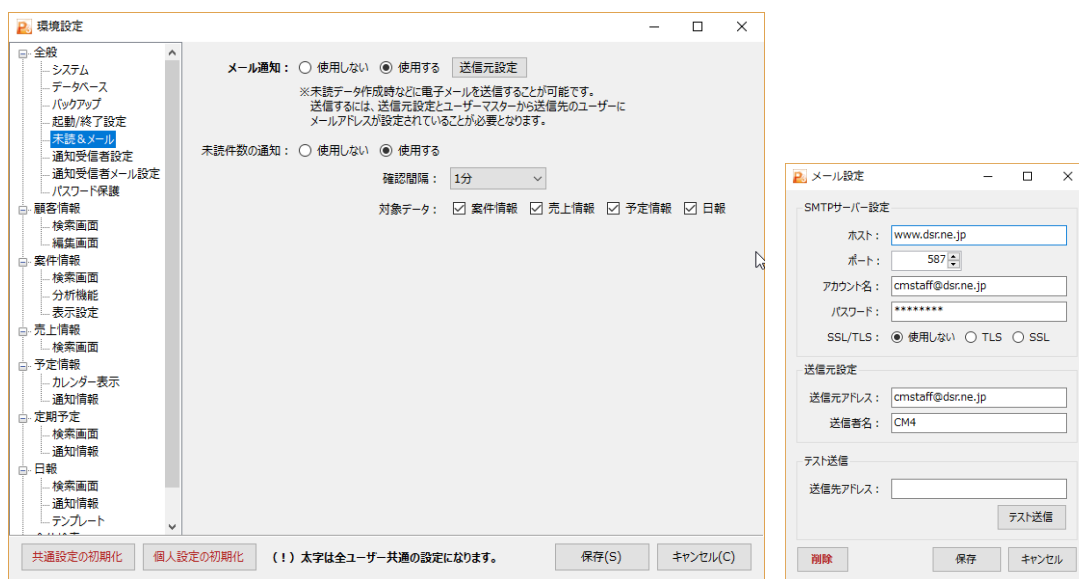 環境設定
全般
システム
データベース
バックアップ
起動/終了設定
未読＆メール
通知受信者設定
通知受信者メール設定
パスワード保護
顧客情報
検索画面
編集画面
案件情報
検索画面
分析機能
表示設定
売上情報
検索画面
予定情報
カレンダー表示
通知情報
定期予定
検索画面
通知情報
日報
検索画面
通知情報
テンプレート
メール通知： 使用しない 使用する 送信元設定
※未読データ作成時などに電子メールを送信することが可能です。
送信するには、送信元設定とユーザーマスターから送信先のユーザーに
メールアドレスが設定されていることが必要となります。
未読件数の通知： 使用しない 使用する
確認間隔： 1分
対象データ： 案件情報 売上情報 予定情報 日報
共通設定の初期化 個人設定の初期化 （！）太字は全ユーザー共通の設定になります。 保存(S) キャンセル(C)
メール設定
SMTPサーバー設定
ホスト： www.dsr.ne.jp
ポート： 587
アカウント名： cmstaff@dsr.ne.jp
パスワード： ********
SSL/TLS： 使用しない TLS SSL
送信元設定
送信元アドレス： cmstaff@dsr.ne.jp
送信者名： CM4
テスト送信
送信先アドレス：
テスト送信
削除 保存 キャンセル